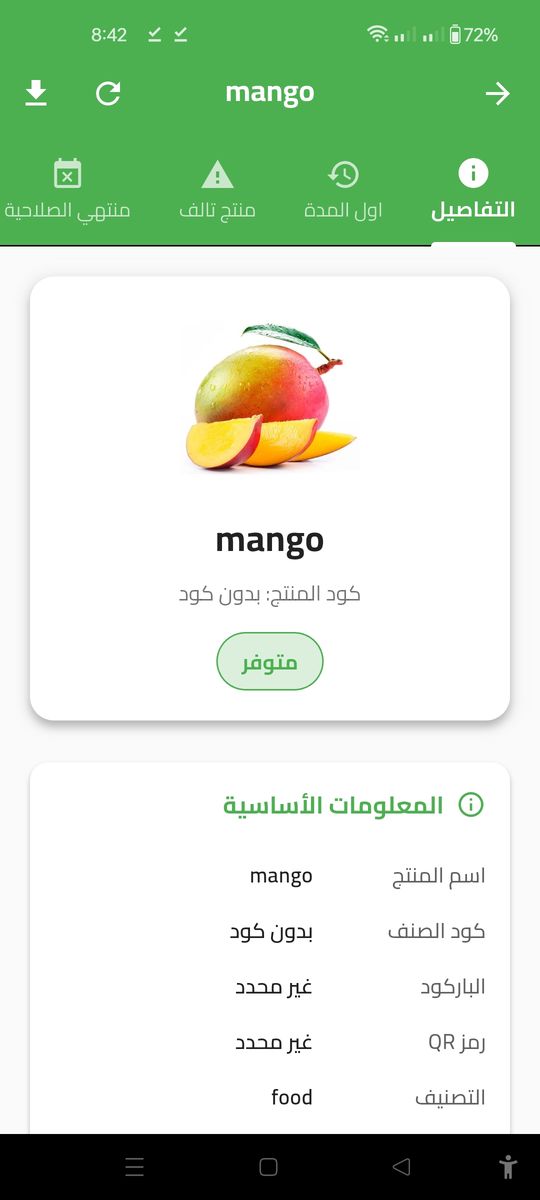 8:42
72%
mango
التفاصيل
اول المدة
منتج تالف
منتهي الصلاحية
mango
كود المنتج: بدون كود
متوفر
المعلومات الأساسية
اسم المنتج mango
كود الصنف بدون كود
الباركود غير محدد
رمز QR غير محدد
التصنيف food